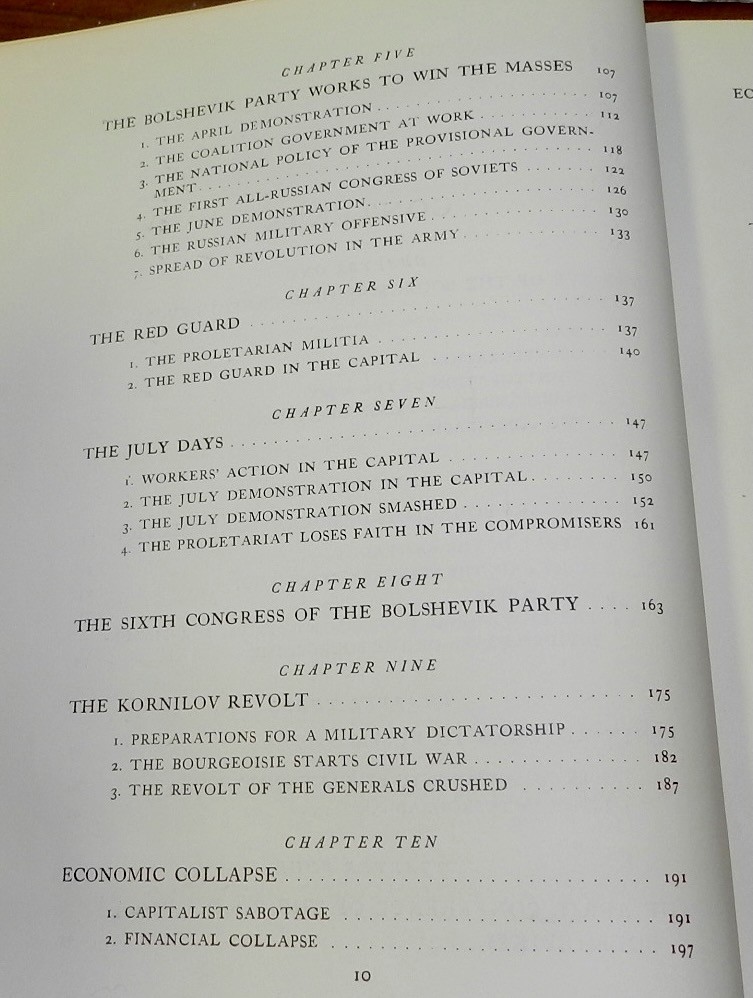 CHAPTER FIVE
THE BOLSHEVIK PARTY WORKS TO WIN THE MASSES 107
1. THE APRIL DEMONSTRATION . . . . . . . . . . . . . 107
2. THE COALITION GOVERNMENT AT WORK . . . . . . . . 112
3. THE NATIONAL POLICY OF THE PROVISIONAL GOVERN-
MENT . . . . . . . . . . . . . . . . . . . . . . . 118
4. THE FIRST ALL-RUSSIAN CONGRESS OF SOVIETS . . . . . . 122
5. THE JUNE DEMONSTRATION . . . . . . . . . . . . . 126
6. THE RUSSIAN MILITARY OFFENSIVE . . . . . . . . . . 130
7. SPREAD OF REVOLUTION IN THE ARMY . . . . . . . . . 133
CHAPTER SIX
THE RED GUARD . . . . . . . . . . . . . . . . . . . 137
1. THE PROLETARIAN MILITIA . . . . . . . . . . . . . 137
2. THE RED GUARD IN THE CAPITAL . . . . . . . . . . 140
CHAPTER SEVEN
THE JULY DAYS . . . . . . . . . . . . . . . . . . . 147
1. WORKERS' ACTION IN THE CAPITAL . . . . . . . . . 147
2. THE JULY DEMONSTRATION IN THE CAPITAL . . . . . . 150
3. THE JULY DEMONSTRATION SMASHED . . . . . . . . . 152
4. THE PROLETARIAT LOSES FAITH IN THE COMPROMISERS 161
CHAPTER EIGHT
THE SIXTH CONGRESS OF THE BOLSHEVIK PARTY . . . . 163
CHAPTER NINE
THE KORNILOV REVOLT . . . . . . . . . . . . . . . . 175
1. PREPARATIONS FOR A MILITARY DICTATORSHIP . . . . . . 175
2. THE BOURGEOISIE STARTS CIVIL WAR . . . . . . . . . 182
3. THE REVOLT OF THE GENERALS CRUSHED . . . . . . . . 187
CHAPTER TEN
ECONOMIC COLLAPSE . . . . . . . . . . . . . . . . . 191
1. CAPITALIST SABOTAGE . . . . . . . . . . . . . . . 191
2. FINANCIAL COLLAPSE . . . . . . . . . . . . . . . 197
10
EC